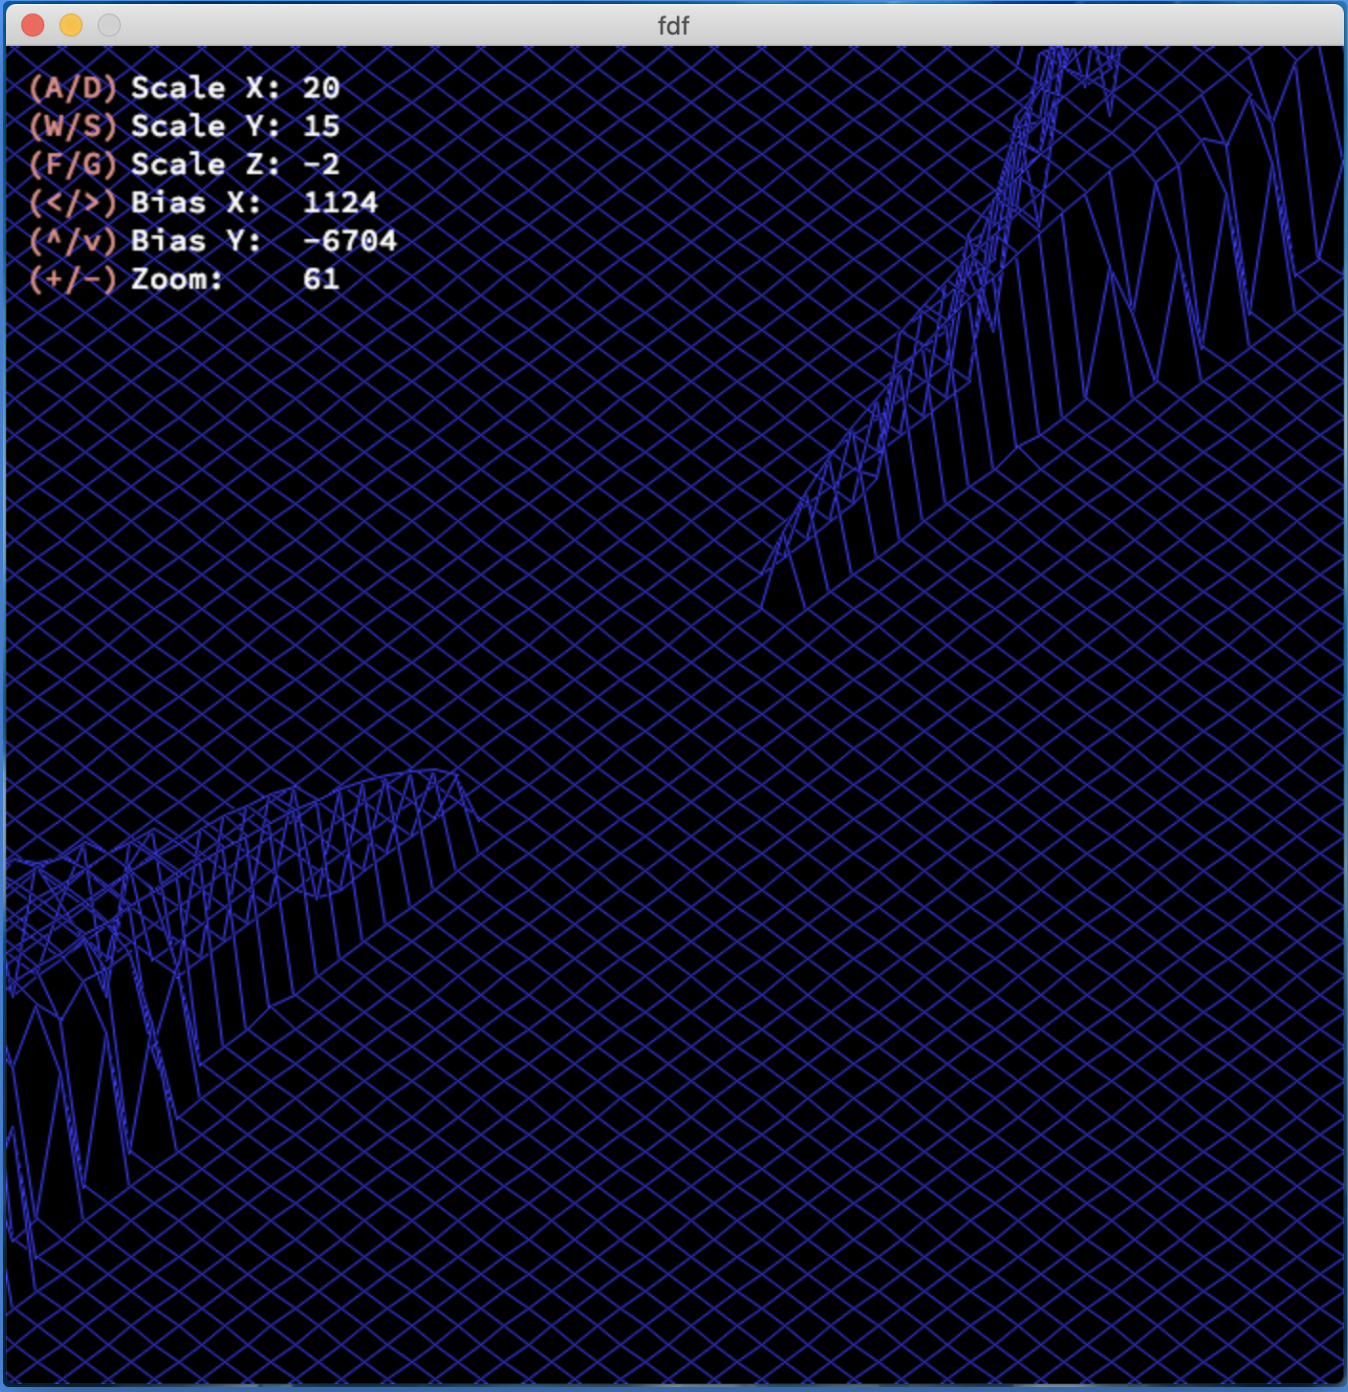 fdf
(A/D) Scale X: 20
(W/S) Scale Y: 15
(F/G) Scale Z: -2
(</>) Bias X: 1124
(^/v) Bias Y: -6704
(+/-) Zoom: 61